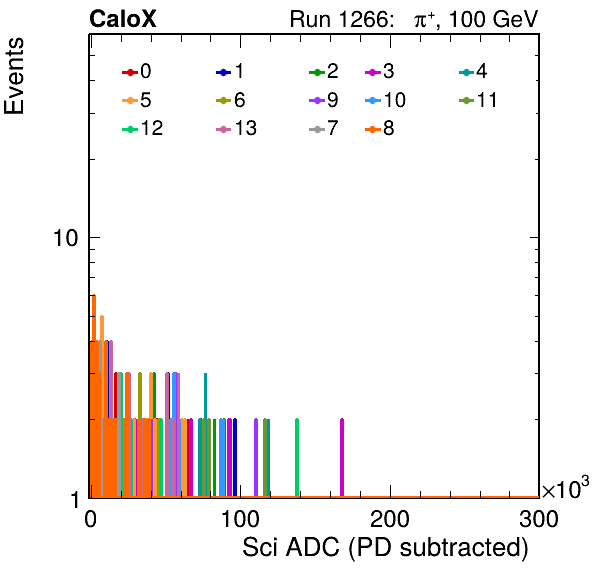 CaloX Run 1266: π⁺, 100 GeV
Events
0 1 2 3 4
5 6 9 10 11
12 13 7 8
10
1
0 100 200 300
×10³
Sci ADC (PD subtracted)